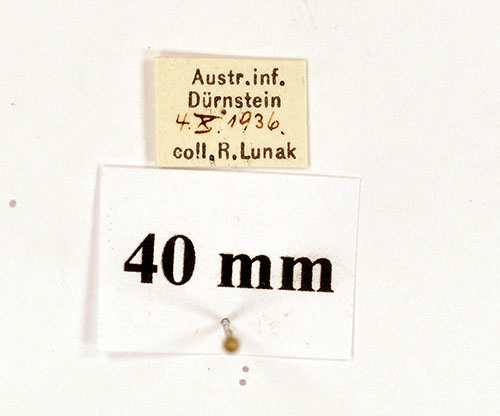 Austr.inf.
Dürnstein
4.X.1936.
coll.R.Lunak
40 mm